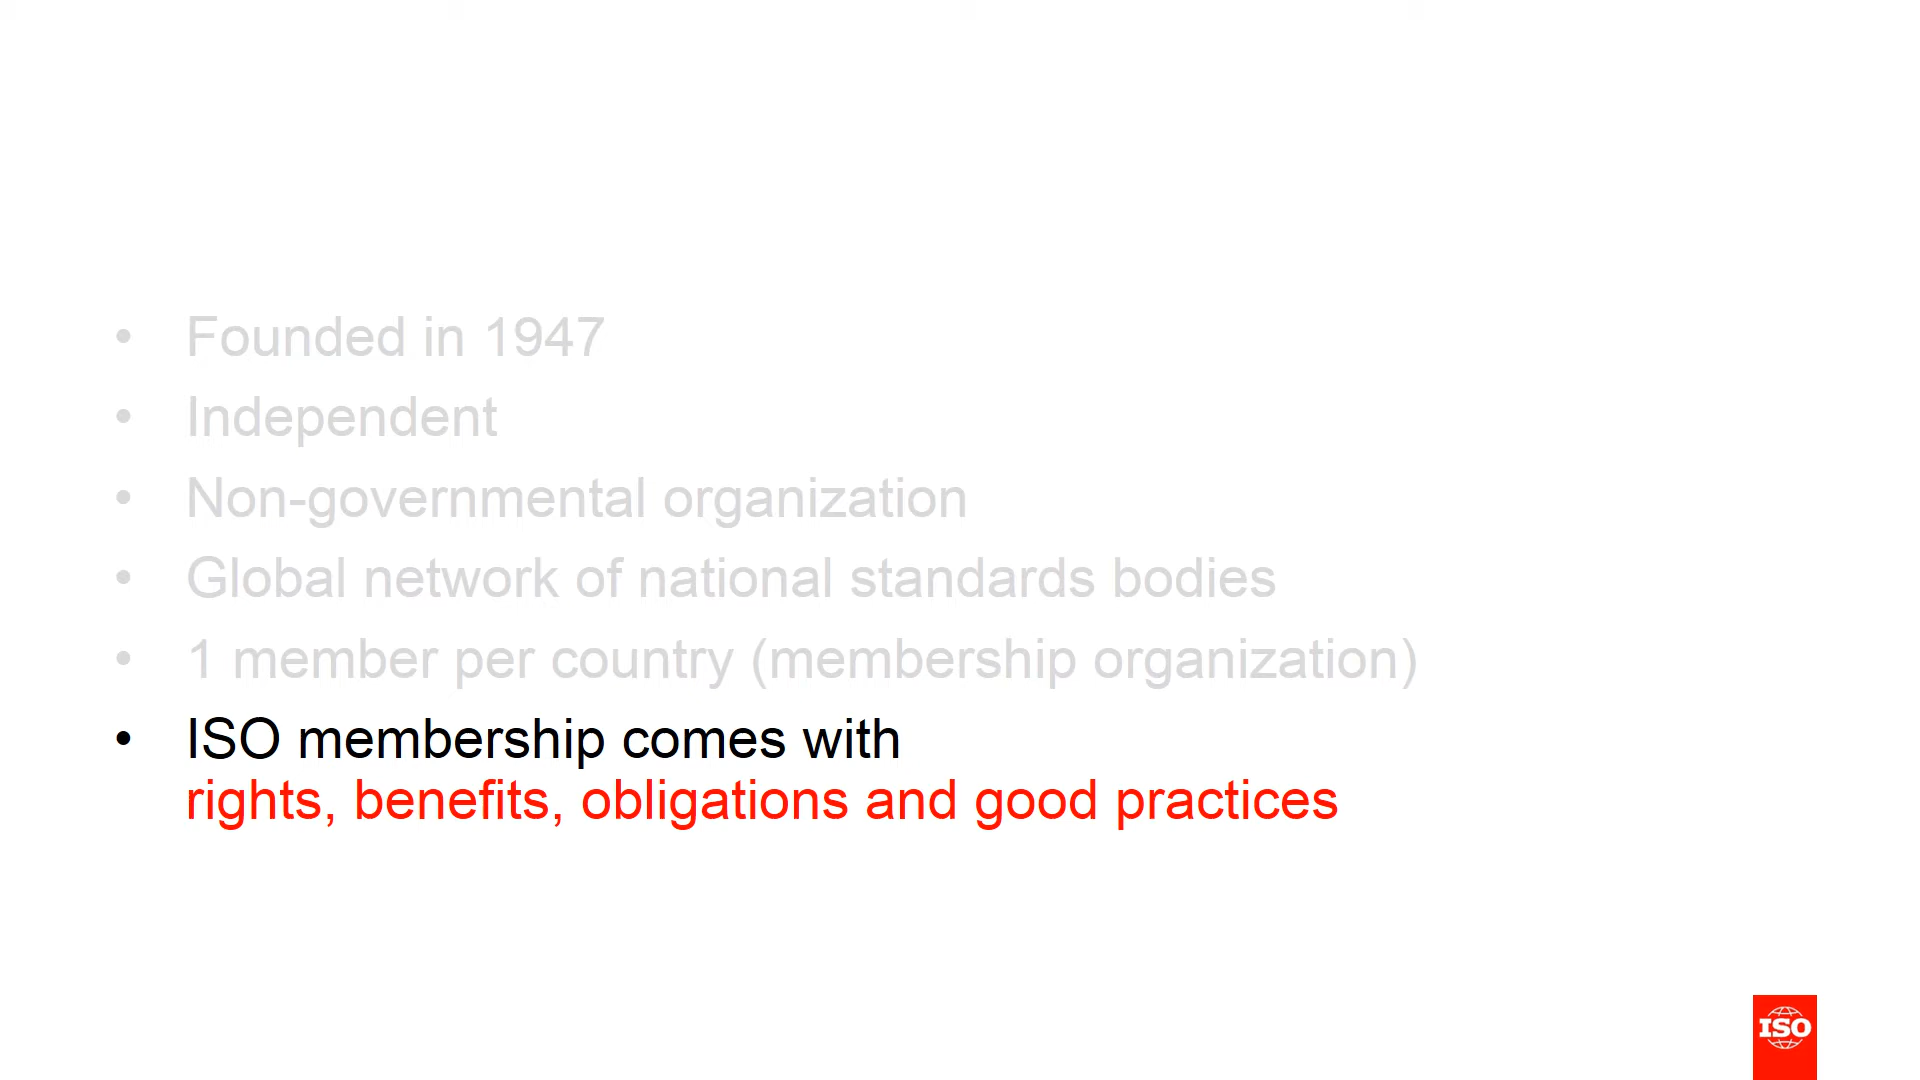 • Founded in 1947
• Independent
• Non-governmental organization
• Global network of national standards bodies
• 1 member per country (membership organization)
• ISO membership comes with
rights, benefits, obligations and good practices
ISO